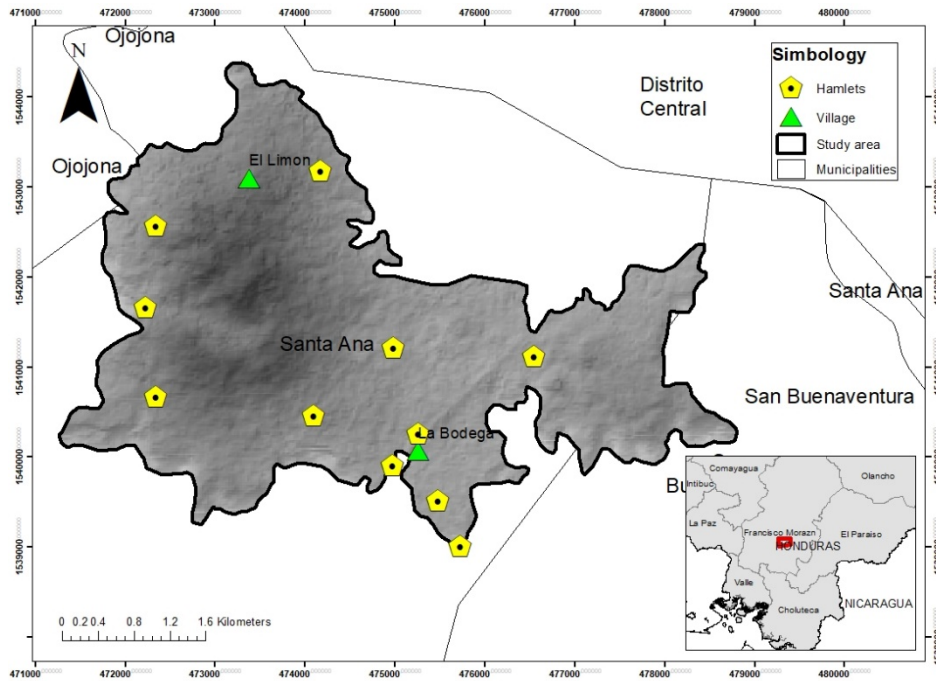 471000 472000 473000 474000 475000 476000 477000 478000 479000 480000
Ojojona
N
Simbology
Hamlets
Village
Study area
Municipalities
Distrito
Central
1544000
1544000
El Limon
Ojojona
1543000
1542000
Santa Ana
Santa Ana
1541000
San Buenaventura
La Bodega
1540000
Bu
1539000
Comayagua
Olancho
Intibuc
La Paz
Francisco Morazn
El Paraiso
HONDURAS
Valle
NICARAGUA
Choluteca
0 0.2 0.4 0.8 1.2 1.6 Kilometers
471000 472000 473000 474000 475000 476000 477000 478000 479000 480000